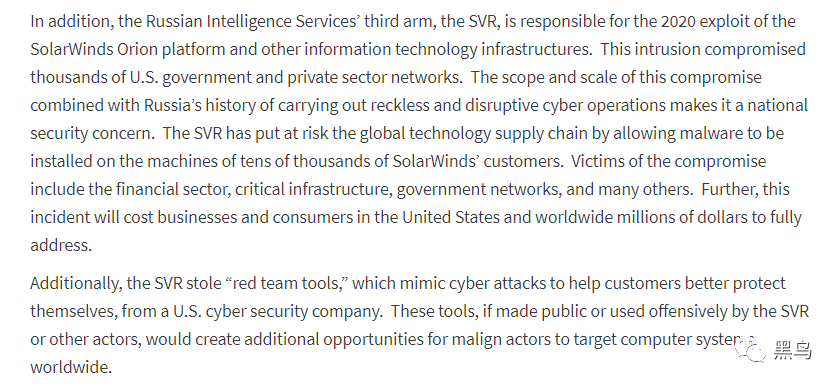 In addition, the Russian Intelligence Services’ third arm, the SVR, is responsible for the 2020 exploit of the
SolarWinds Orion platform and other information technology infrastructures.  This intrusion compromised
thousands of U.S. government and private sector networks.  The scope and scale of this compromise
combined with Russia’s history of carrying out reckless and disruptive cyber operations makes it a national
security concern.  The SVR has put at risk the global technology supply chain by allowing malware to be
installed on the machines of tens of thousands of SolarWinds’ customers.  Victims of the compromise
include the financial sector, critical infrastructure, government networks, and many others.  Further, this
incident will cost businesses and consumers in the United States and worldwide millions of dollars to fully
address.
Additionally, the SVR stole “red team tools,” which mimic cyber attacks to help customers better protect
themselves, from a U.S. cyber security company.  These tools, if made public or used offensively by the SVR
or other actors, would create additional opportunities for malign actors to target computer systems
worldwide.
黑鸟